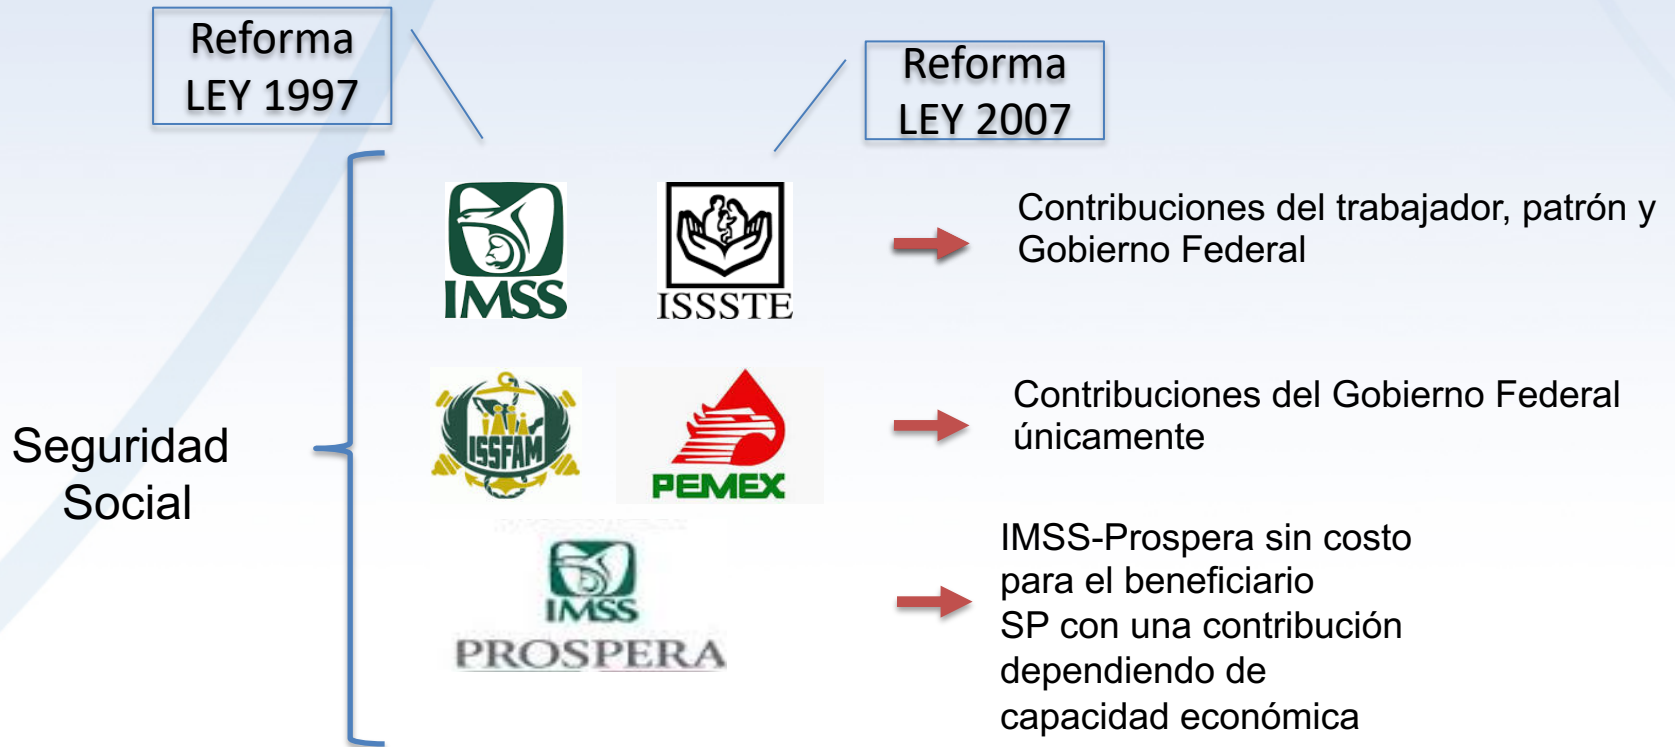 Reforma
LEY 1997
Reforma
LEY 2007
IMSS
ISSSTE
Contribuciones del trabajador, patrón y
Gobierno Federal
Seguridad
Social
ISSFAM
PEMEX
Contribuciones del Gobierno Federal
únicamente
IMSS
PROSPERA
IMSS-Prospera sin costo
para el beneficiario
SP con una contribución
dependiendo de
capacidad económica